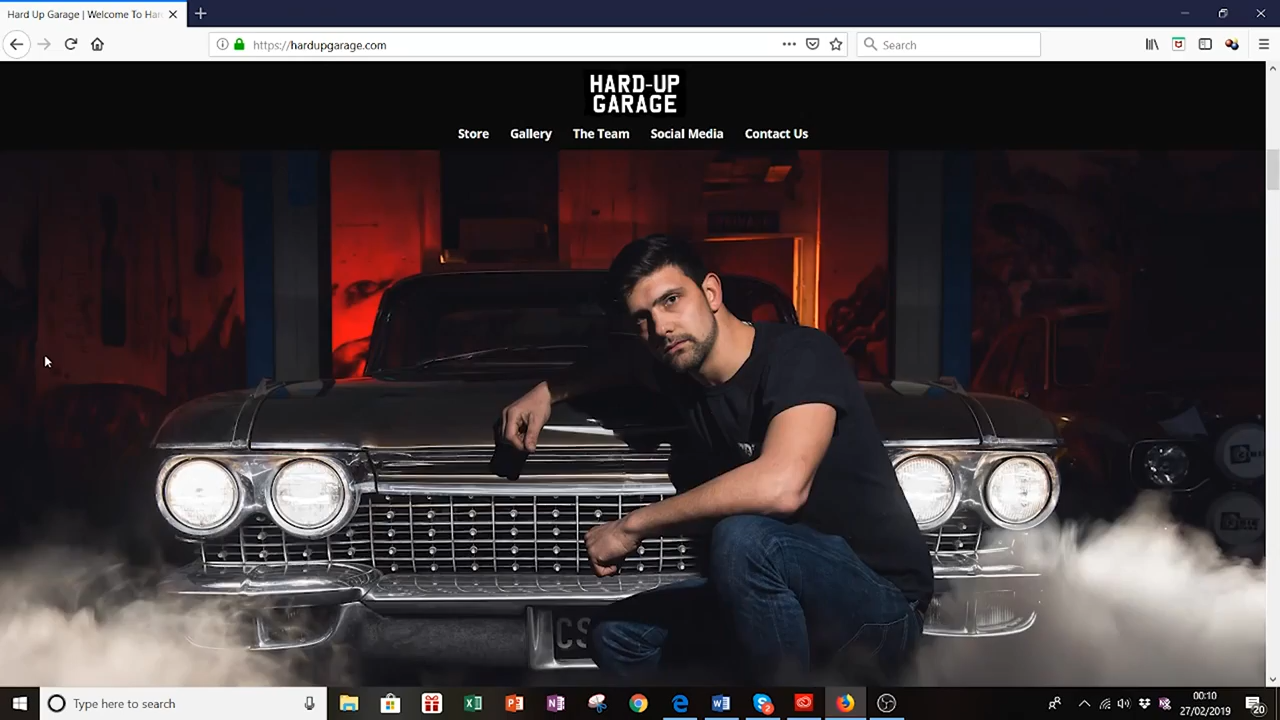 Hard Up Garage | Welcome To Har
https://hardupgarage.com
Search
HARD-UP
GARAGE
Store Gallery The Team Social Media Contact Us
PRIVATE
CS
Type here to search
00:10
27/02/2019
20